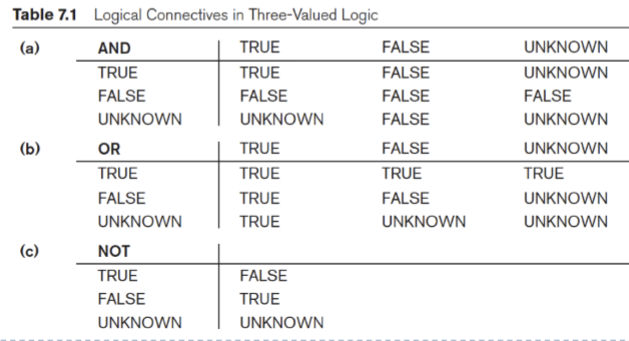 Table 7.1 Logical Connectives in Three-Valued Logic
(a) AND TRUE FALSE UNKNOWN
TRUE TRUE FALSE UNKNOWN
FALSE FALSE FALSE FALSE
UNKNOWN UNKNOWN FALSE UNKNOWN
(b) OR TRUE FALSE UNKNOWN
TRUE TRUE TRUE TRUE
FALSE TRUE FALSE UNKNOWN
UNKNOWN TRUE UNKNOWN UNKNOWN
(c) NOT
TRUE FALSE
FALSE TRUE
UNKNOWN UNKNOWN